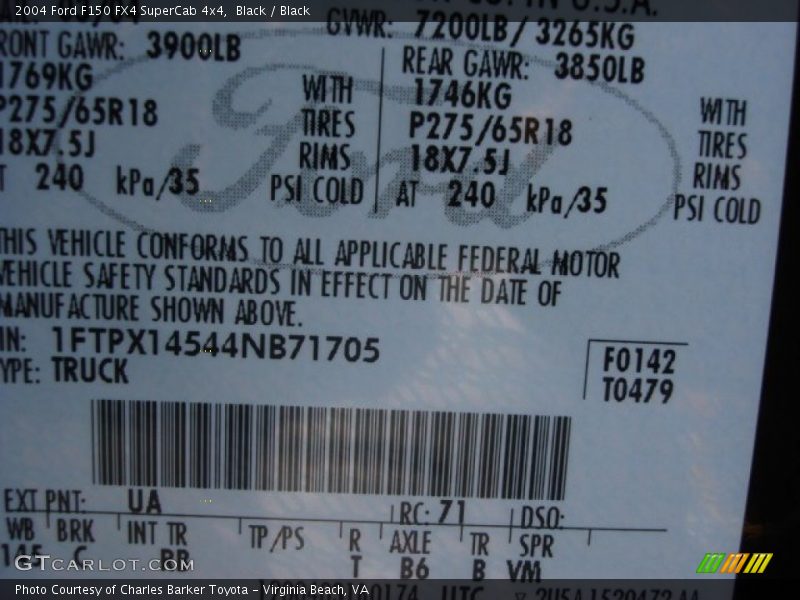 2004 Ford F150 FX4 SuperCab 4x4, Black / Black
GVWR: 7200LB/ 3265KG
RONT GAWR: 3900LB
REAR GAWR: 3850LB
1769KG WITH
1746KG WITH
P275/65R18 TIRES
P275/65R18 TIRES
18X7.5J RIMS
18X7.5J RIMS
T 240 kPa/35 PSI COLD
AT 240 kPa/35 PSI COLD
Ford
THIS VEHICLE CONFORMS TO ALL APPLICABLE FEDERAL MOTOR
VEHICLE SAFETY STANDARDS IN EFFECT ON THE DATE OF
MANUFACTURE SHOWN ABOVE.
IN: 1FTPX14544NB71705
YPE: TRUCK
F0142
T0479
EXT PNT: UA RC: 71 DSO:
WB BRK INT TR TP/PS R AXLE TR SPR
145 C BB T B6 B VM
GTCARLOT.COM
Photo Courtesy of Charles Barker Toyota – Virginia Beach, VA